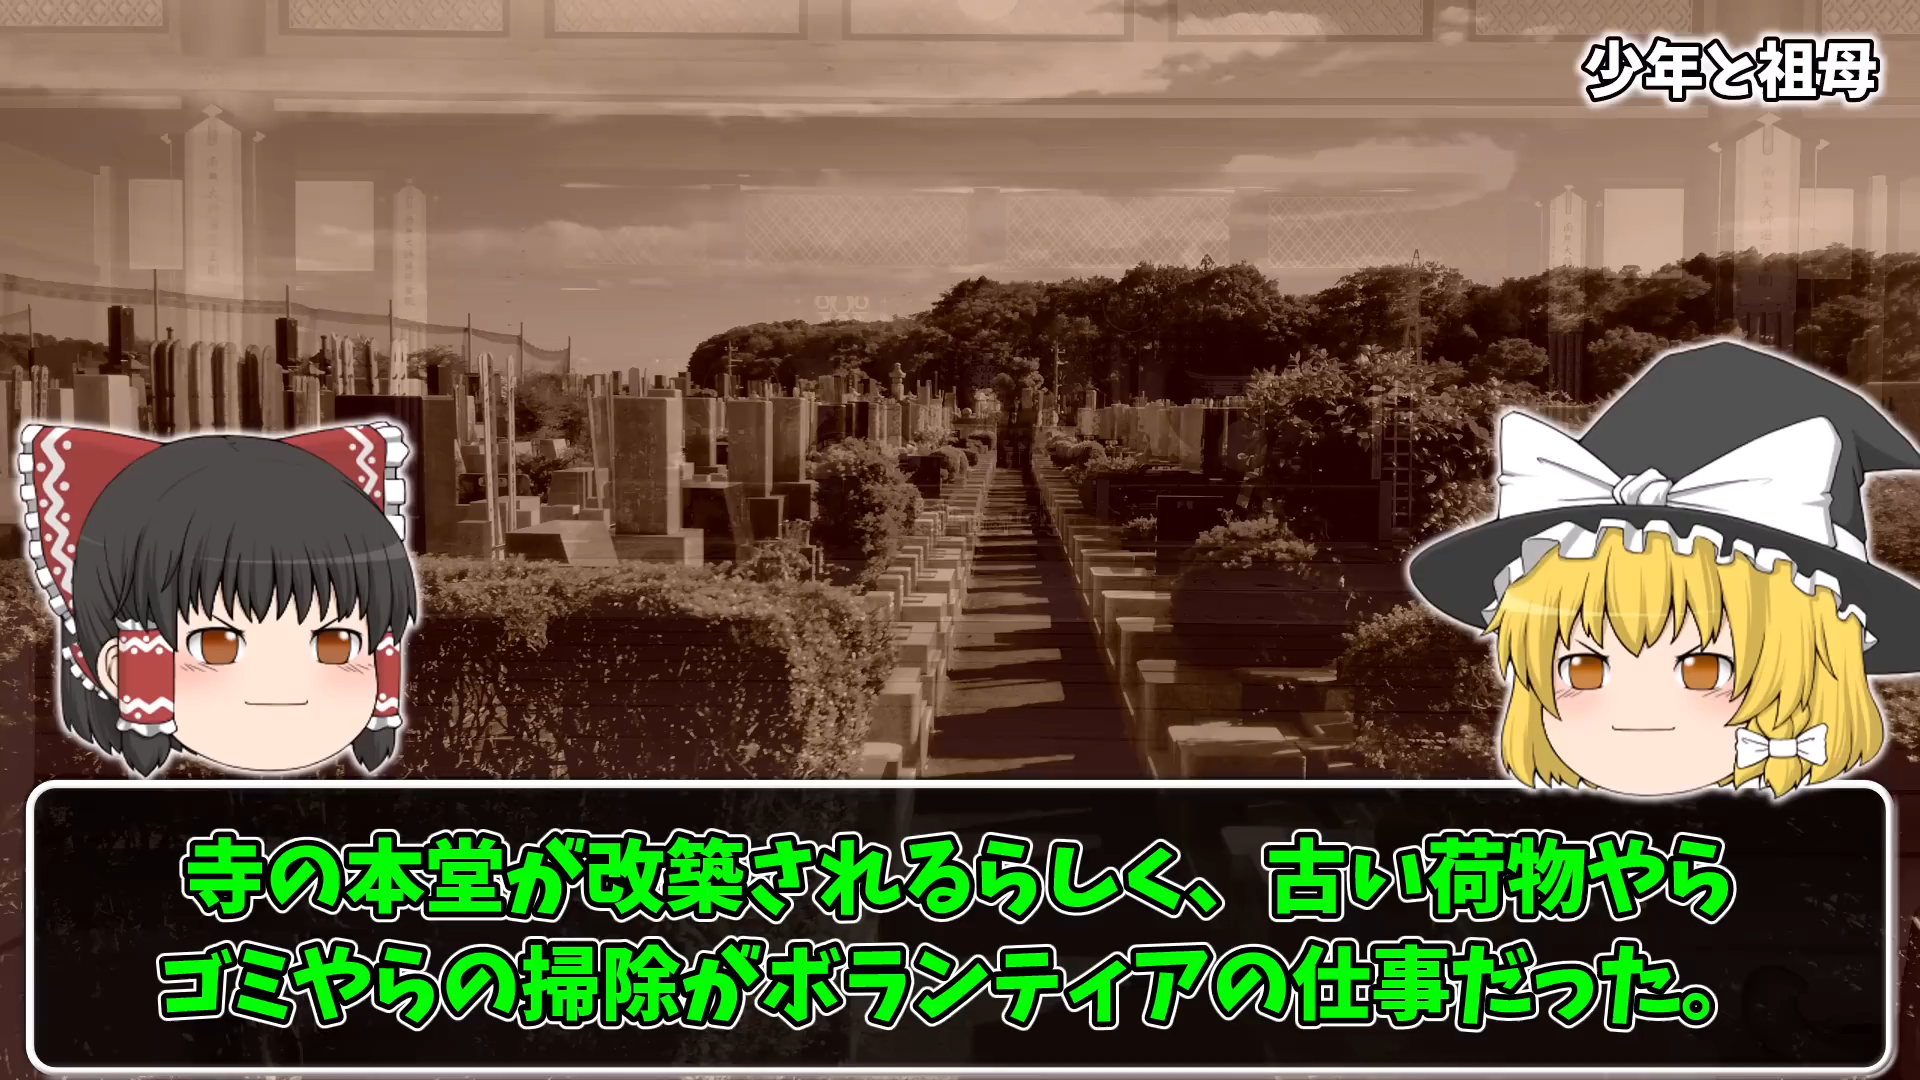 少年と祖母
寺の本堂が改築されるらしく、古い荷物やら
ゴミやらの掃除がボランティアの仕事だった。